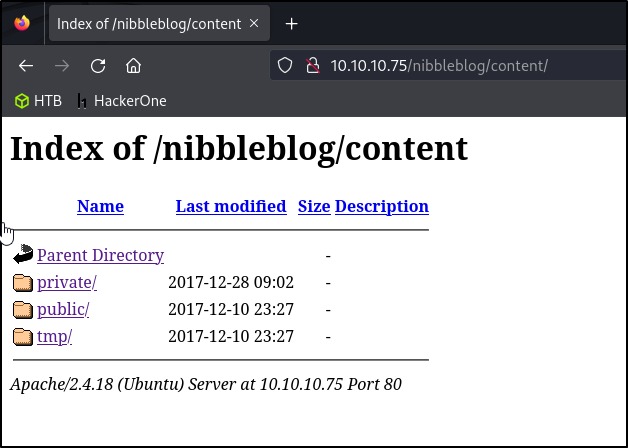 Index of /nibbleblog/content
10.10.10.75/nibbleblog/content/
HTB HackerOne
Index of /nibbleblog/content
Name Last modified Size Description
Parent Directory -
private/ 2017-12-28 09:02 -
public/ 2017-12-10 23:27 -
tmp/ 2017-12-10 23:27 -
Apache/2.4.18 (Ubuntu) Server at 10.10.10.75 Port 80